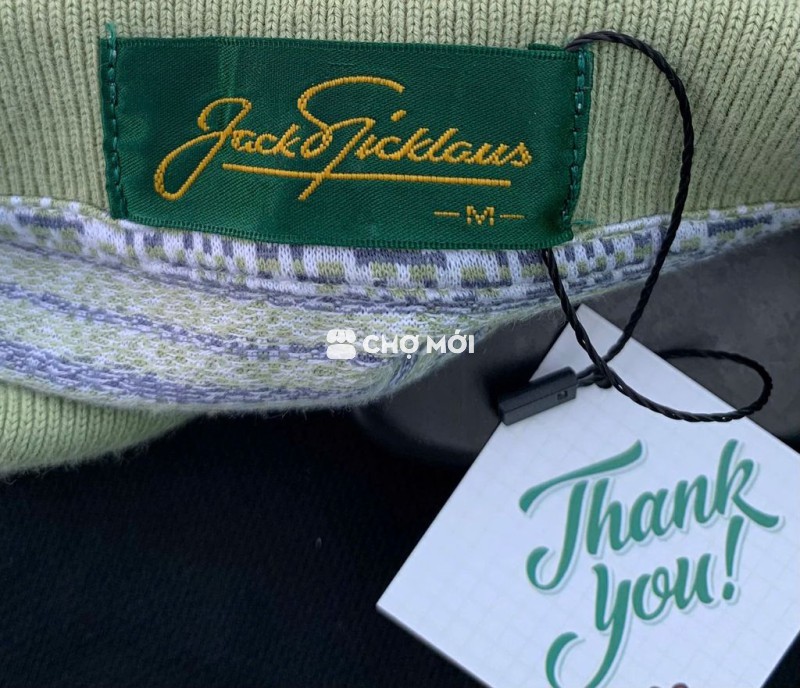 Jack Nicklaus
-M-
CHỢ MỚI
Thank
you!